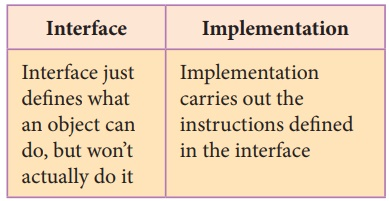 Interface
Implementation
Interface just
defines what
an object can
do, but won't
actually do it
Implementation
carries out the
instructions defined
in the interface